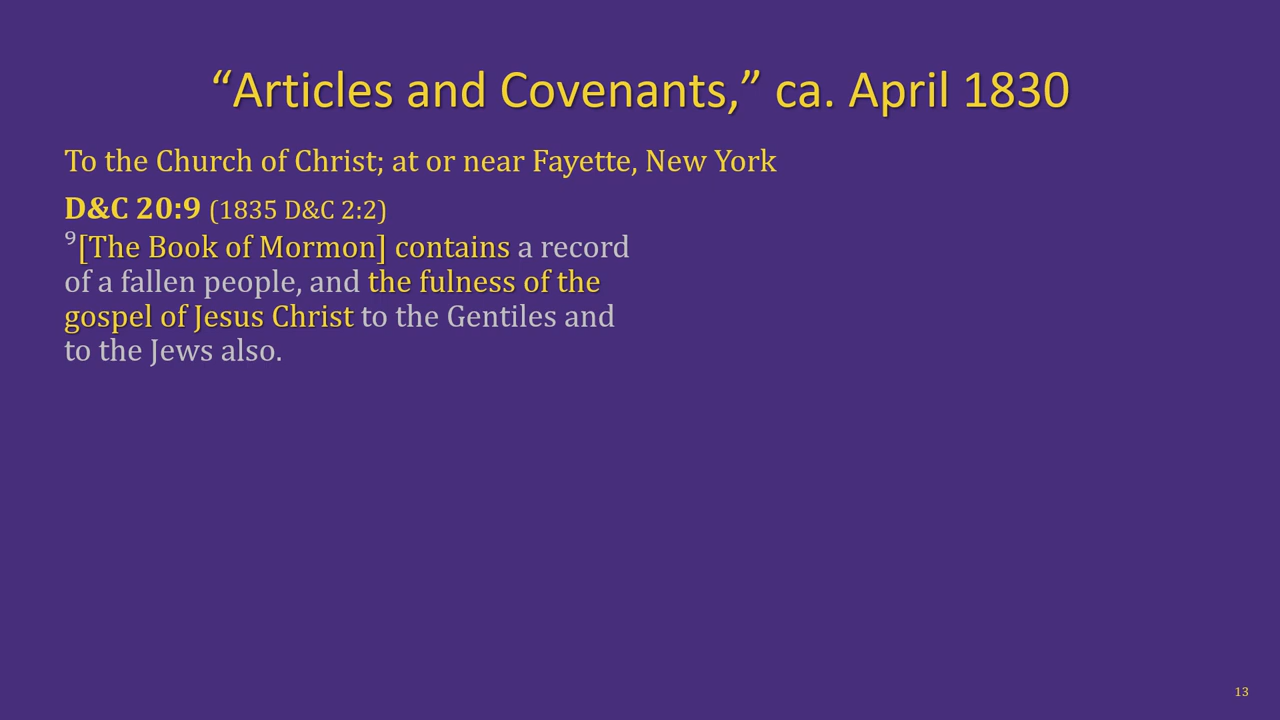 “Articles and Covenants,” ca. April 1830
To the Church of Christ; at or near Fayette, New York
D&C 20:9 (1835 D&C 2:2)
⁹[The Book of Mormon] contains a record
of a fallen people, and the fulness of the
gospel of Jesus Christ to the Gentiles and
to the Jews also.
13